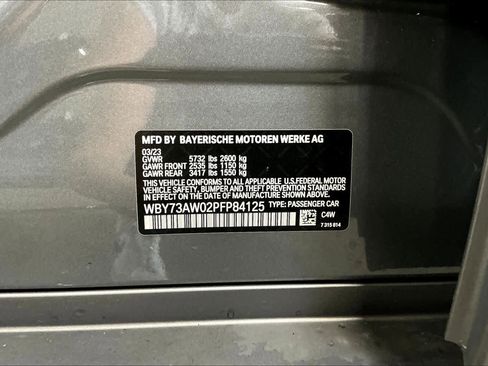 MFD BY BAYERISCHE MOTOREN WERKE AG
03/23
GVWR 5732 lbs 2600 kg
GAWR FRONT 2535 lbs 1150 kg
GAWR REAR 3417 lbs 1550 kg
THIS VEHICLE CONFORMS TO ALL APPLICABLE U.S.FEDERAL MOTOR
VEHICLE SAFETY, BUMPER AND THEFT PREVENTION STANDARDS
IN EFFECT ON THE DATE OF MANUFACTURE SHOWN ABOVE.
WBY73AW02PFP84125 TYPE: PASSENGER CAR
C4W
7 315 814